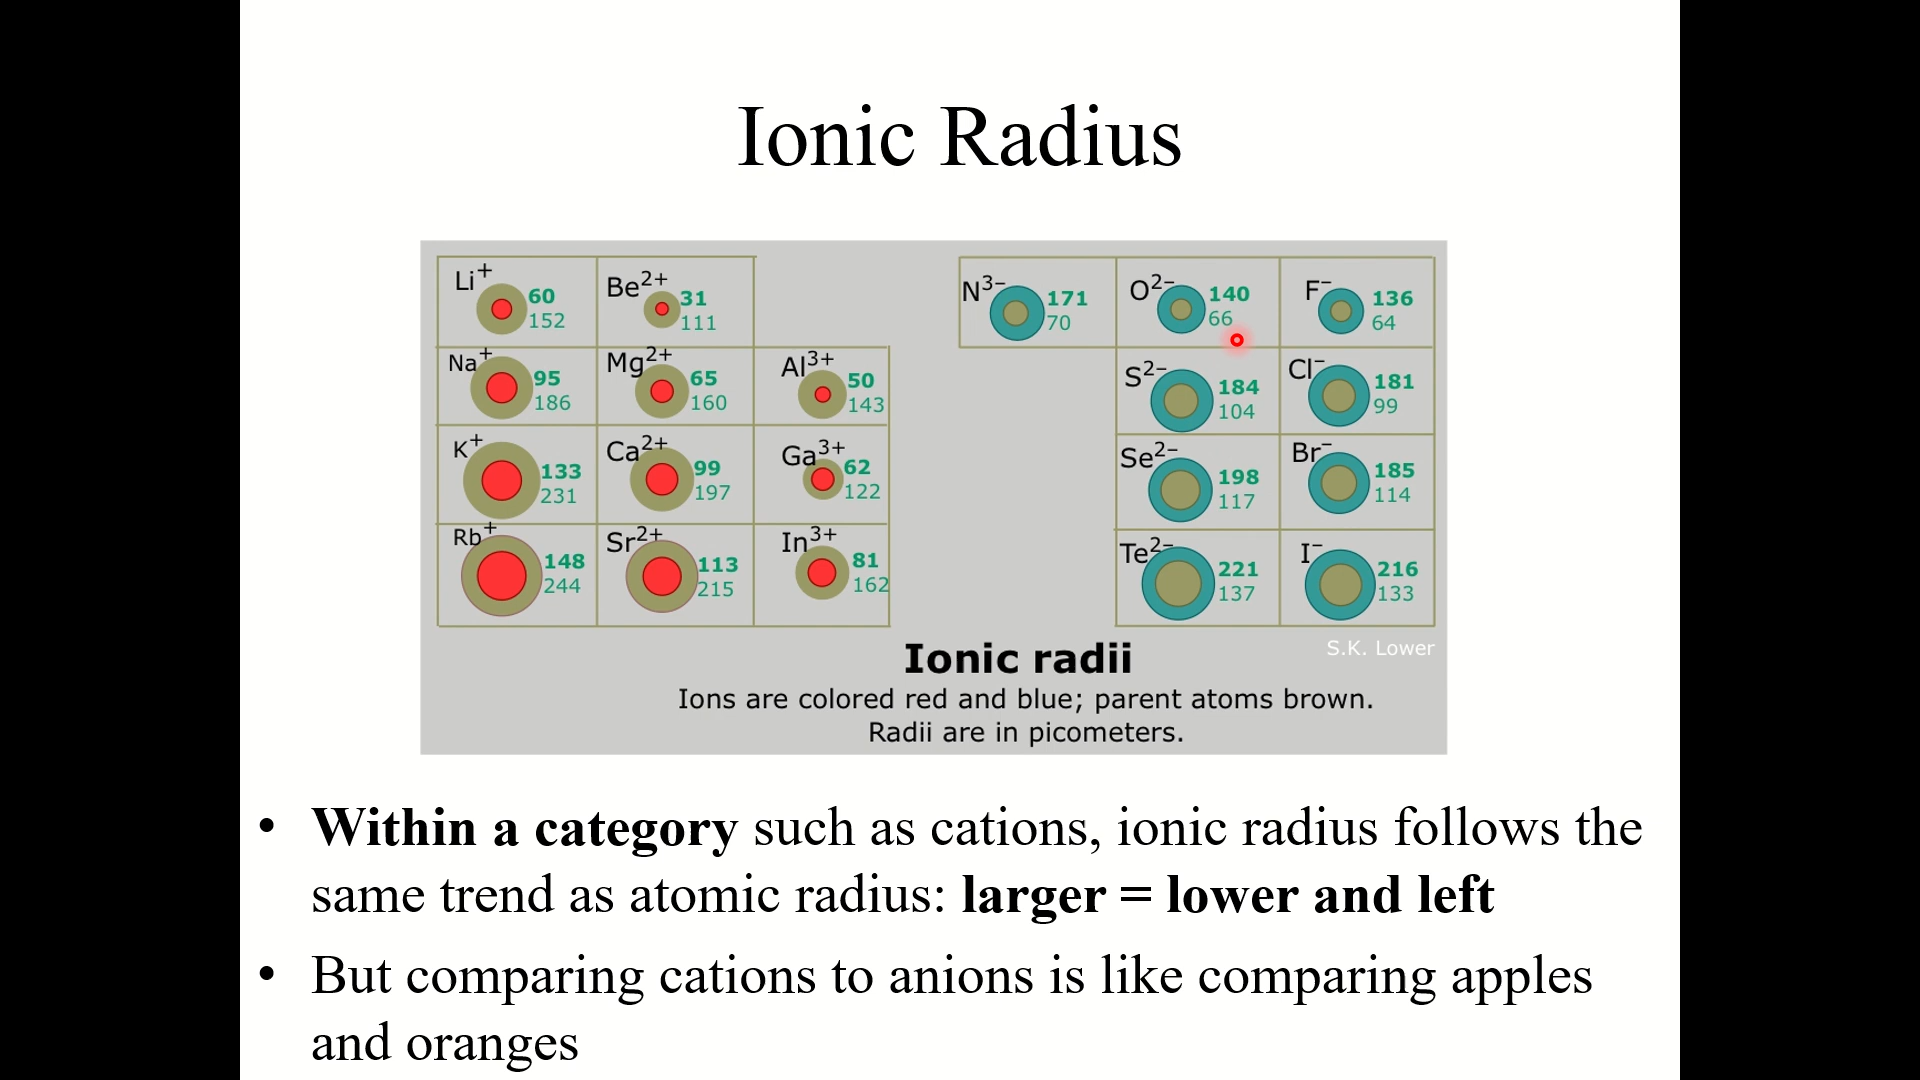 Ionic Radius
Li+ 60 152 Be2+ 31 111 N3− 171 70 O2− 140 66 F− 136 64
Na+ 95 186 Mg2+ 65 160 Al3+ 50 143 S2− 184 104 Cl− 181 99
K+ 133 231 Ca2+ 99 197 Ga3+ 62 122 Se2− 198 117 Br− 185 114
Rb+ 148 244 Sr2+ 113 215 In3+ 81 162 Te2− 221 137 I− 216 133
S.K. Lower
Ionic radii
Ions are colored red and blue; parent atoms brown.
Radii are in picometers.
• Within a category such as cations, ionic radius follows the
same trend as atomic radius: larger = lower and left
• But comparing cations to anions is like comparing apples
and oranges